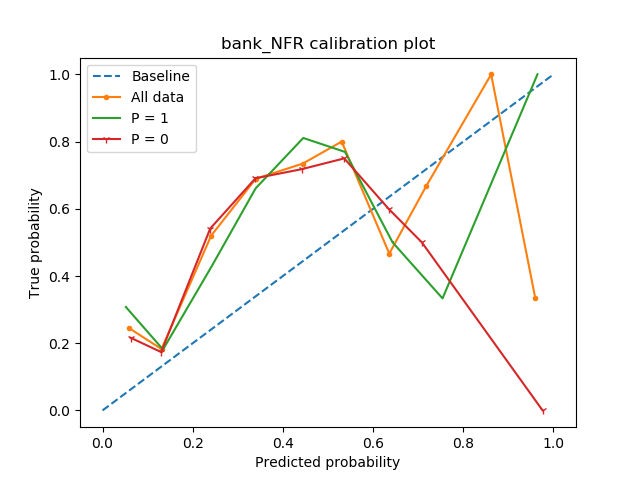 bank_NFR calibration plot
Baseline
All data
P = 1
P = 0
1.0
0.8
0.6
0.4
0.2
0.0
True probability
0.0 0.2 0.4 0.6 0.8 1.0
Predicted probability